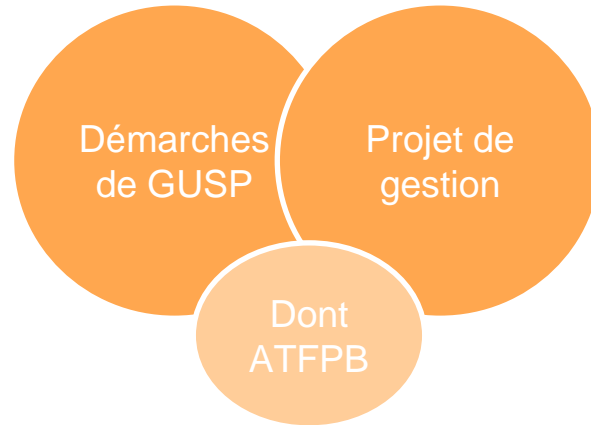 Démarches
de GUSP
Projet de
gestion
Dont
ATFPB